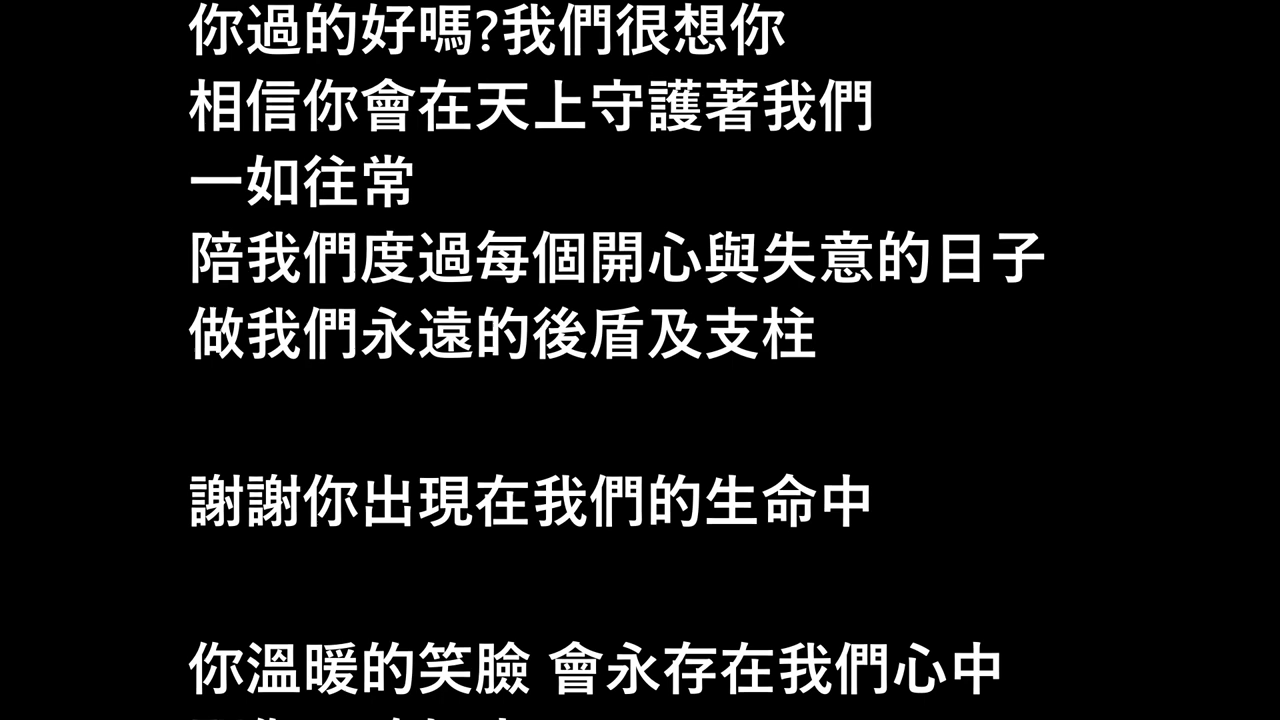 你過的好嗎?我們很想你
相信你會在天上守護著我們
一如往常
陪我們度過每個開心與失意的日子
做我們永遠的後盾及支柱
謝謝你出現在我們的生命中
你溫暖的笑臉 會永存在我們心中